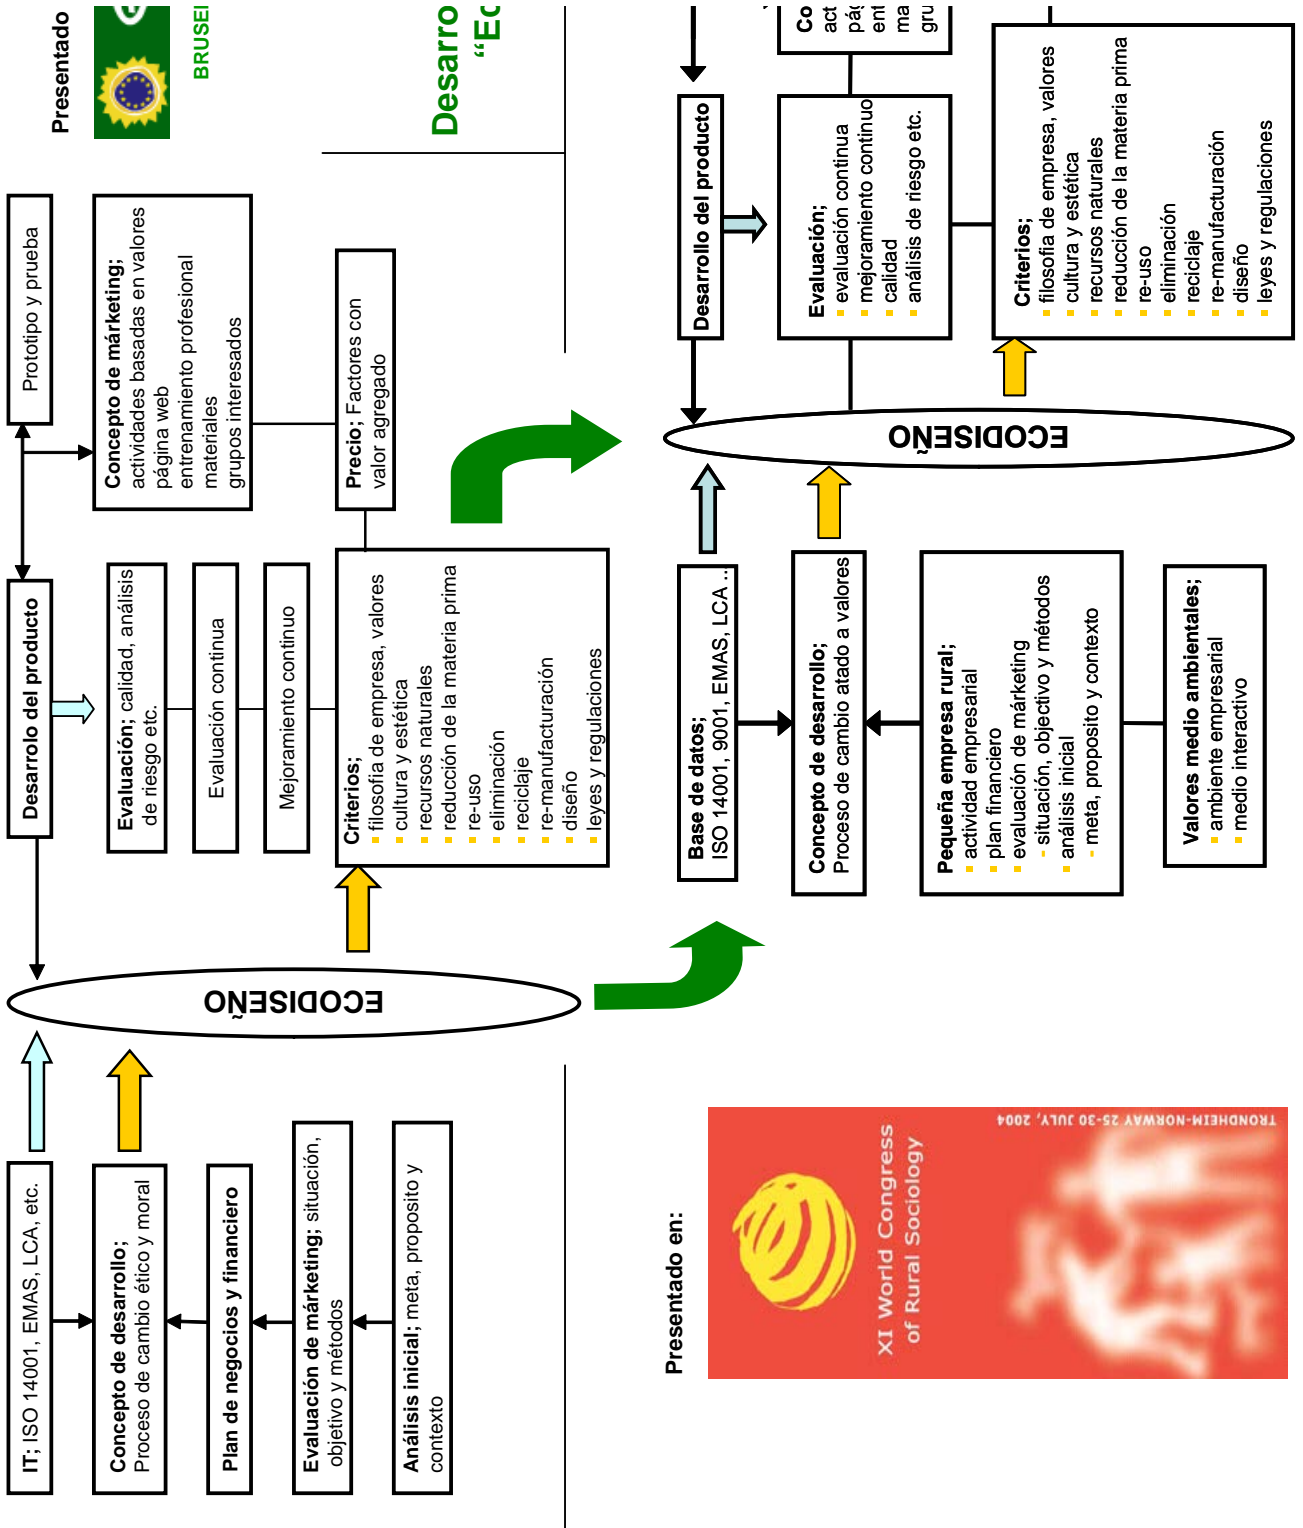 IT; ISO 14001, EMAS, LCA, etc.
Concepto de desarrollo;
Proceso de cambio ético y moral
Plan de negocios y financiero
Evaluación de márketing; situación,
objetivo y métodos
Análisis inicial; meta, proposito y
contexto
ECODISEÑO
Desarrolo del producto
Evaluación; calidad, análisis
de riesgo etc.
Evaluación continua
Mejoramiento continuo
Criterios;
filosofía de empresa, valores
cultura y estética
recursos naturales
reducción de la materia prima
re-uso
eliminación
reciclaje
re-manufacturación
diseño
leyes y regulaciones
Prototipo y prueba
Concepto de márketing;
actividades basadas en valores
página web
entrenamiento profesional
materiales
grupos interesados
Precio; Factores con
valor agregado
Presentado
BRUSE
Desarro
“Ec
Presentado en:
XI World Congress
of Rural Sociology
TRONDHEIM-NORWAY 25-30 JULY, 2004
Base de datos;
ISO 14001, 9001, EMAS, LCA ...
Concepto de desarrollo;
Proceso de cambio atado a valores
Pequeña empresa rural;
actividad empresarial
plan financiero
evaluación de márketing
- situación, objectivo y métodos
análisis inicial
- meta, proposito y contexto
Valores medio ambientales;
ambiente empresarial
medio interactivo
ECODISEÑO
Desarrollo del producto
Evaluación;
evaluación continua
mejoramiento continuo
calidad
análisis de riesgo etc.
Criterios;
filosofía de empresa, valores
cultura y estética
recursos naturales
reducción de la materia prima
re-uso
eliminación
reciclaje
re-manufacturación
diseño
leyes y regulaciones
Co
act
pág
ent
ma
gru